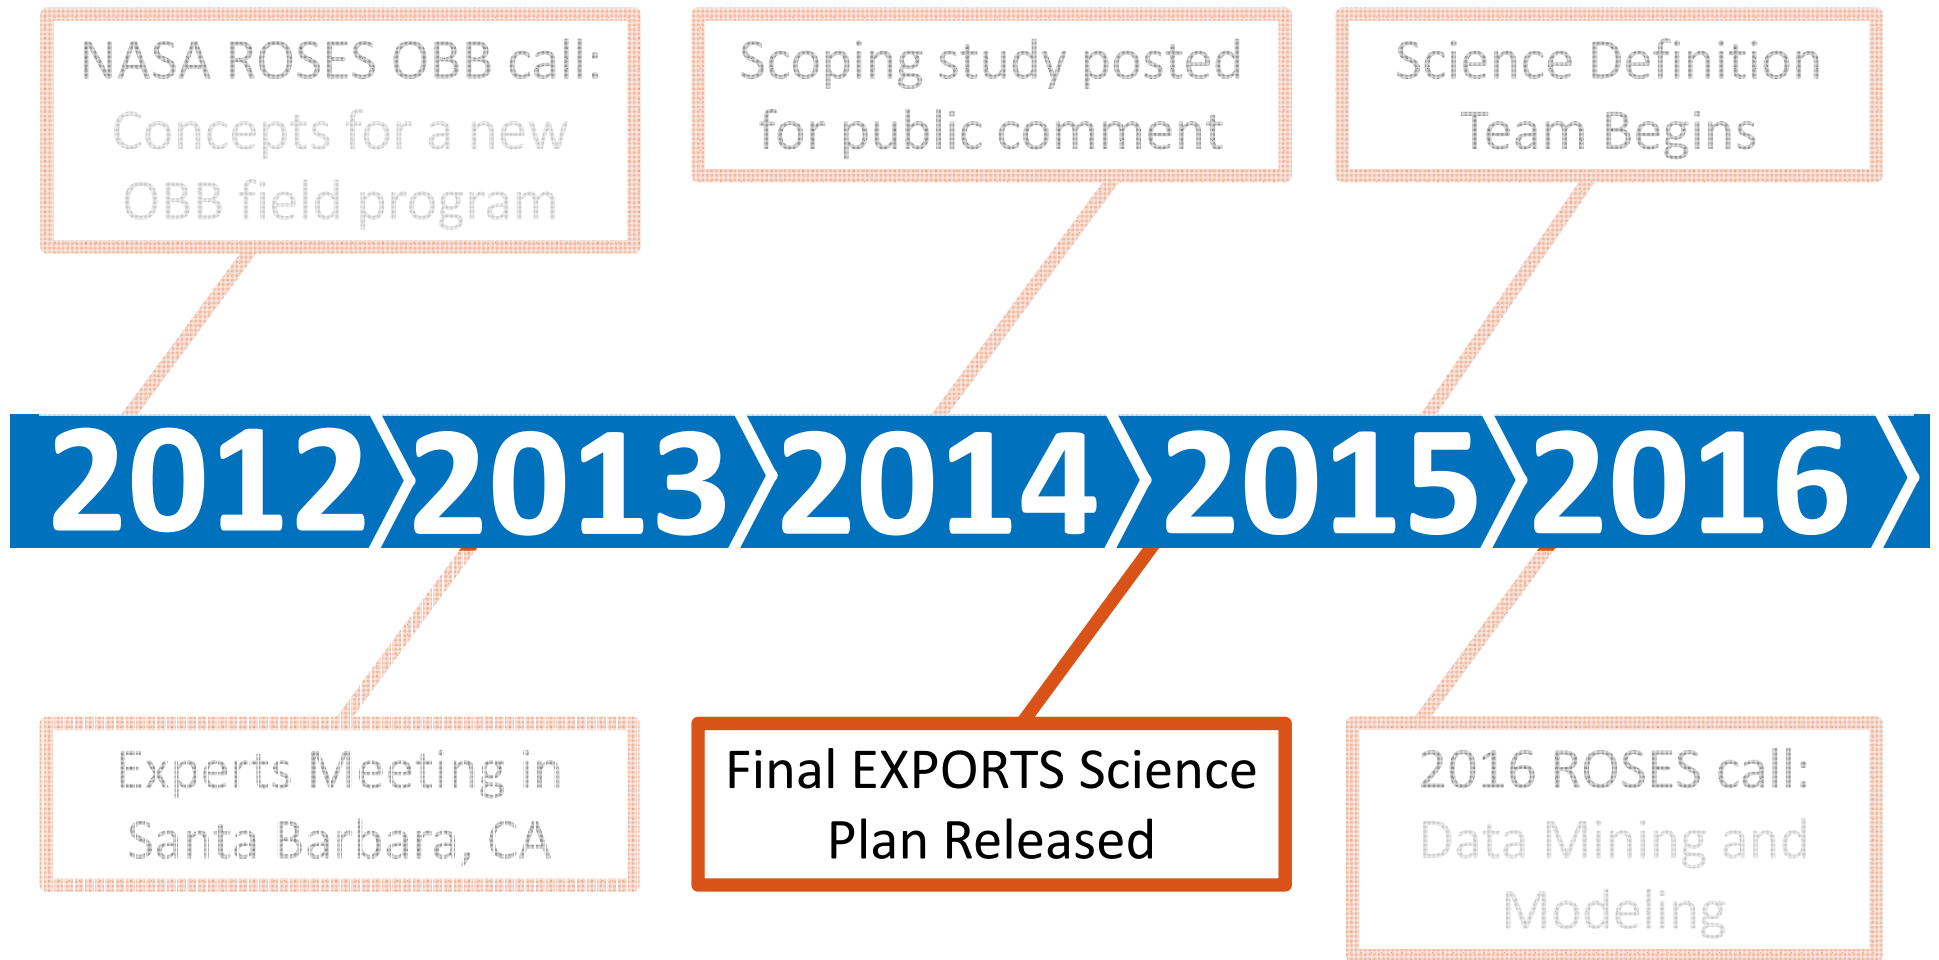 NASA ROSES OBB call:
Concepts for a new
OBB field program
Scoping study posted
for public comment
Science Definition
Team Begins
2012 2013 2014 2015 2016
Experts Meeting in
Santa Barbara, CA
Final EXPORTS Science
Plan Released
2016 ROSES call:
Data Mining and
Modeling